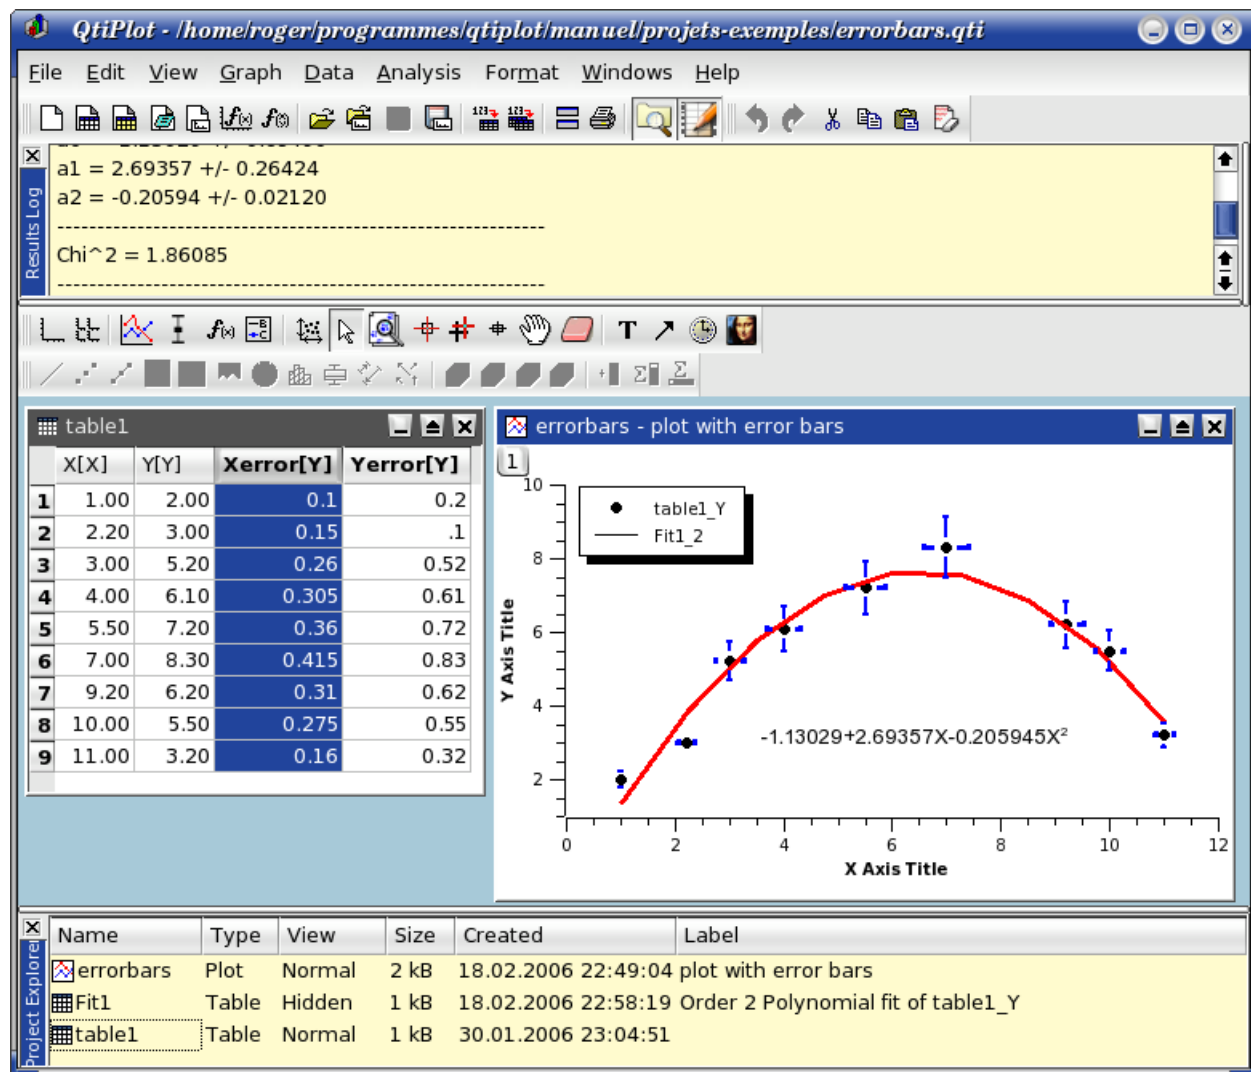 QtiPlot - /home/roger/programmes/qtiplot/manuel/projets-exemples/errorbars.qti
File Edit View Graph Data Analysis Format Windows Help
Results Log
a1 = 2.69357 +/- 0.26424
a2 = -0.20594 +/- 0.02120
---------------------------------------------------------------
Chi^2 = 1.86085
---------------------------------------------------------------
table1
X[X] Y[Y] Xerror[Y] Yerror[Y]
1 1.00 2.00 0.1 0.2
2 2.20 3.00 0.15 .1
3 3.00 5.20 0.26 0.52
4 4.00 6.10 0.305 0.61
5 5.50 7.20 0.36 0.72
6 7.00 8.30 0.415 0.83
7 9.20 6.20 0.31 0.62
8 10.00 5.50 0.275 0.55
9 11.00 3.20 0.16 0.32
errorbars - plot with error bars
1
table1_Y
Fit1_2
10
8
6
4
2
Y Axis Title
-1.13029+2.69357X-0.205945X²
0 2 4 6 8 10 12
X Axis Title
Project Explorer
Name Type View Size Created Label
errorbars Plot Normal 2 kB 18.02.2006 22:49:04 plot with error bars
Fit1 Table Hidden 1 kB 18.02.2006 22:58:19 Order 2 Polynomial fit of table1_Y
table1 Table Normal 1 kB 30.01.2006 23:04:51